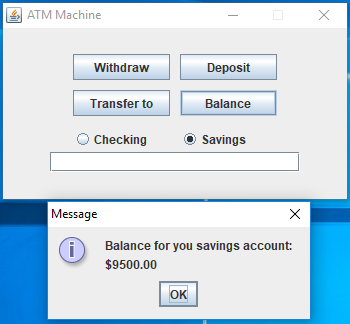 ATM Machine
Withdraw Deposit
Transfer to Balance
Checking Savings
Message
Balance for you savings account:
$9500.00
OK